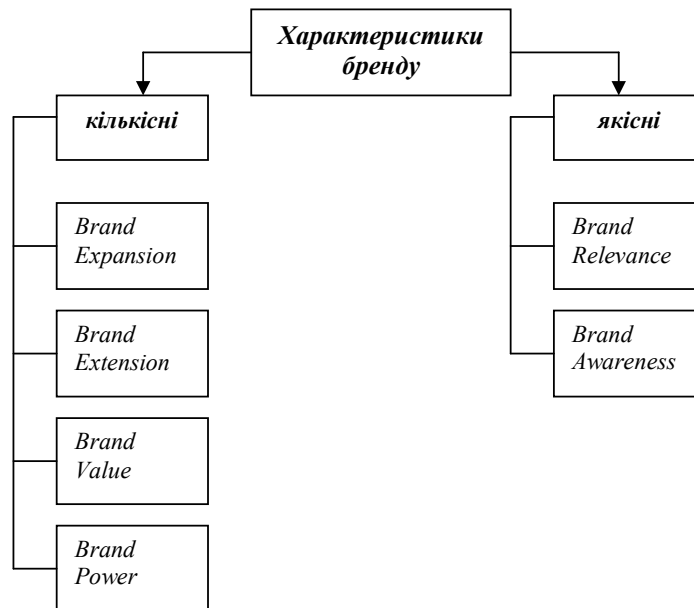 Характеристики
бренду
кількісні
якісні
Brand
Expansion
Brand
Extension
Brand
Value
Brand
Power
Brand
Relevance
Brand
Awareness